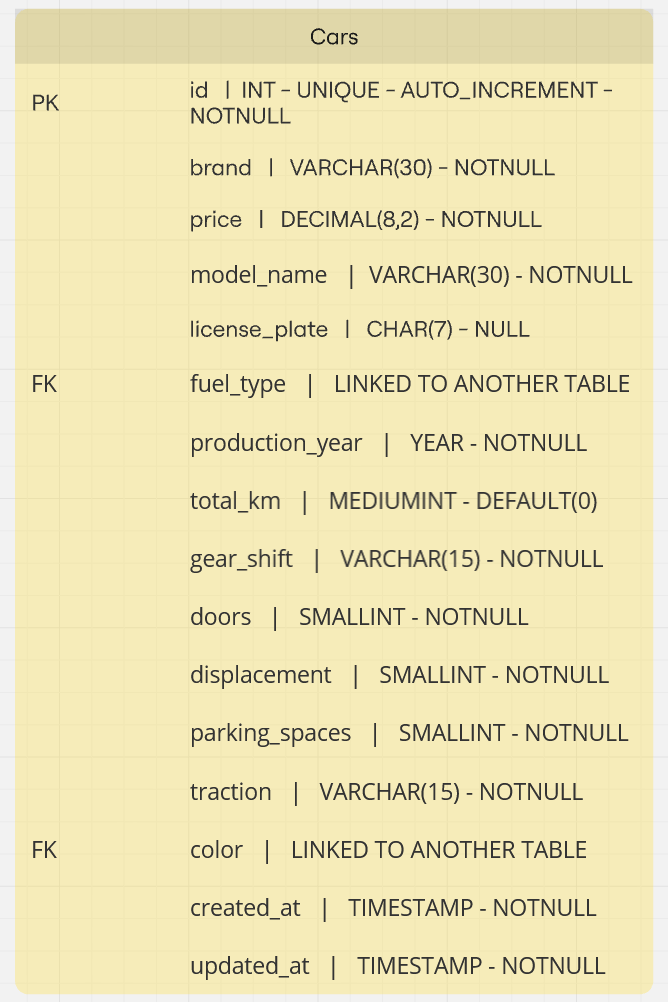 Cars
PK
id | INT - UNIQUE - AUTO_INCREMENT -
NOTNULL
brand | VARCHAR(30) - NOTNULL
price | DECIMAL(8,2) - NOTNULL
model_name | VARCHAR(30) - NOTNULL
license_plate | CHAR(7) - NULL
FK fuel_type | LINKED TO ANOTHER TABLE
production_year | YEAR - NOTNULL
total_km | MEDIUMINT - DEFAULT(0)
gear_shift | VARCHAR(15) - NOTNULL
doors | SMALLINT - NOTNULL
displacement | SMALLINT - NOTNULL
parking_spaces | SMALLINT - NOTNULL
traction | VARCHAR(15) - NOTNULL
FK color | LINKED TO ANOTHER TABLE
created_at | TIMESTAMP - NOTNULL
updated_at | TIMESTAMP - NOTNULL